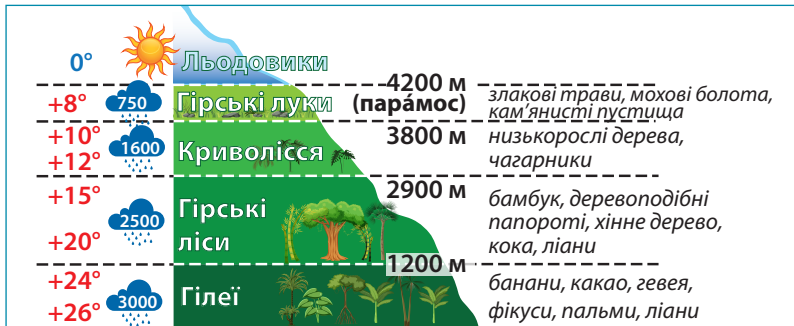 0°
Льодовики
4200 м
+8°
750
Гірські луки
(пара́мос)
злакові трави, мохові болота,
кам’янисті пустища
3800 м
+10°
+12°
1600
Криволісся
низькорослі дерева,
чагарники
2900 м
+15°
+20°
2500
Гірські
ліси
бамбук, деревоподібні
папороті, хінне дерево,
кока, ліани
1200 м
+24°
+26°
3000
Гілеї
банани, какао, гевея,
фікуси, пальми, ліани